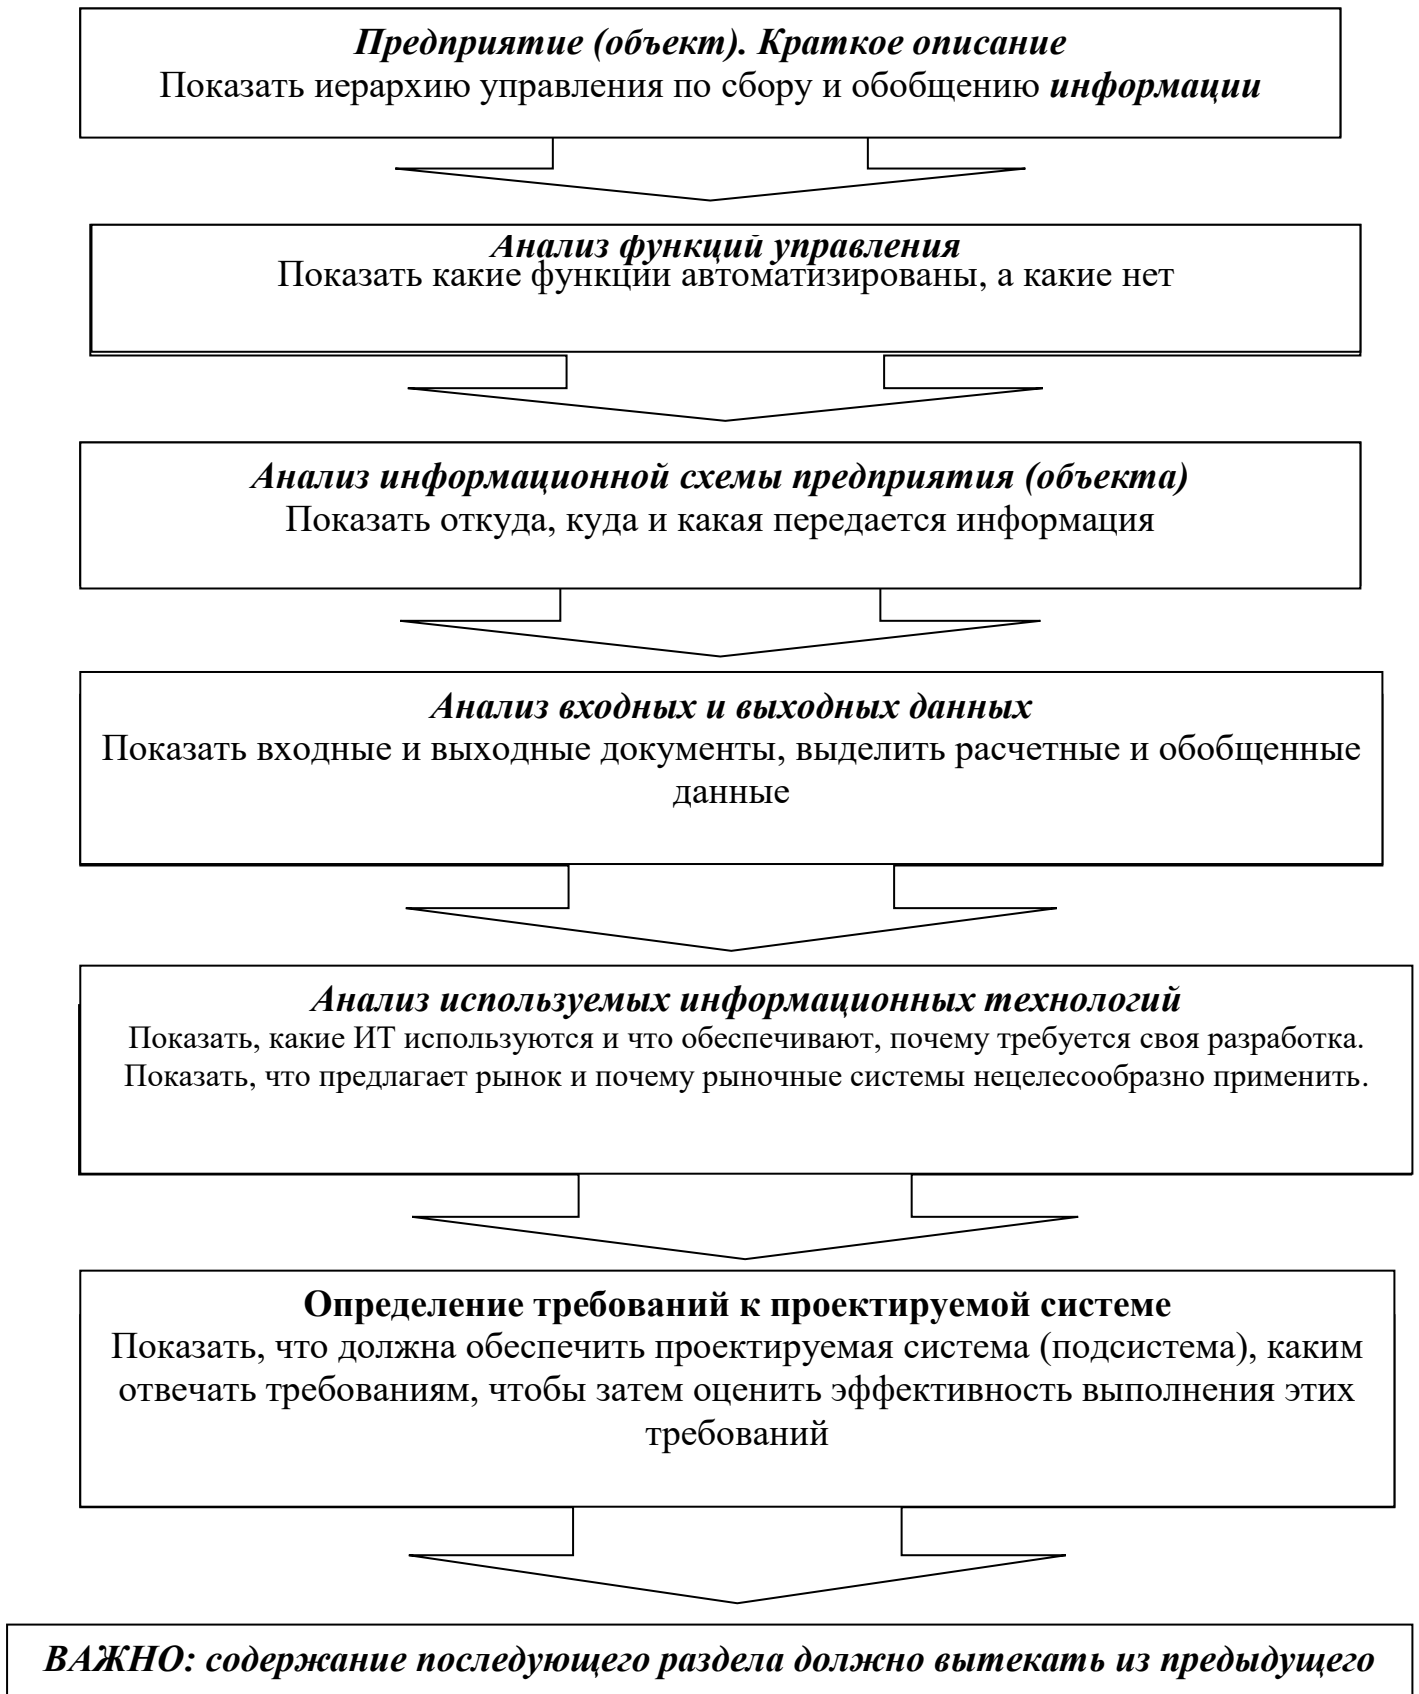 Предприятие (объект). Краткое описание
Показать иерархию управления по сбору и обобщению информации
Анализ функций управления
Показать какие функции автоматизированы, а какие нет
Анализ информационной схемы предприятия (объекта)
Показать откуда, куда и какая передается информация
Анализ входных и выходных данных
Показать входные и выходные документы, выделить расчетные и обобщенные
данные
Анализ используемых информационных технологий
Показать, какие ИТ используются и что обеспечивают, почему требуется своя разработка.
Показать, что предлагает рынок и почему рыночные системы нецелесообразно применить.
Определение требований к проектируемой системе
Показать, что должна обеспечить проектируемая система (подсистема), каким
отвечать требованиям, чтобы затем оценить эффективность выполнения этих
требований
ВАЖНО: содержание последующего раздела должно вытекать из предыдущего